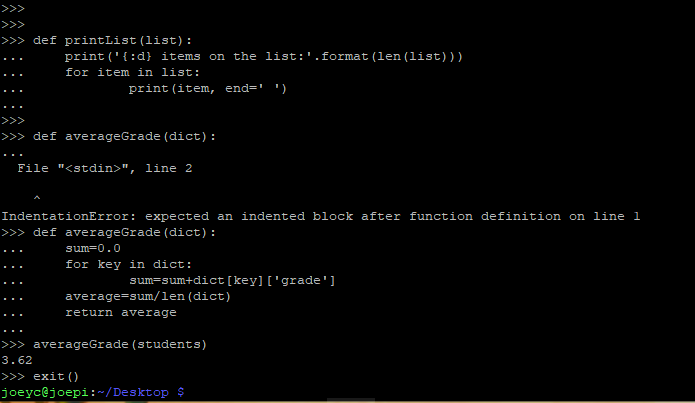 >>>
>>>
>>> def printList(list):
...     print('{:d} items on the list:'.format(len(list)))
...     for item in list:
...             print(item, end=' ')
...
>>>
>>> def averageGrade(dict):
...
  File "<stdin>", line 2

    ^
IndentationError: expected an indented block after function definition on line 1
>>> def averageGrade(dict):
...     sum=0.0
...     for key in dict:
...             sum=sum+dict[key]['grade']
...     average=sum/len(dict)
...     return average
...
>>> averageGrade(students)
3.62
>>> exit()
joeyc@joepi:~/Desktop $